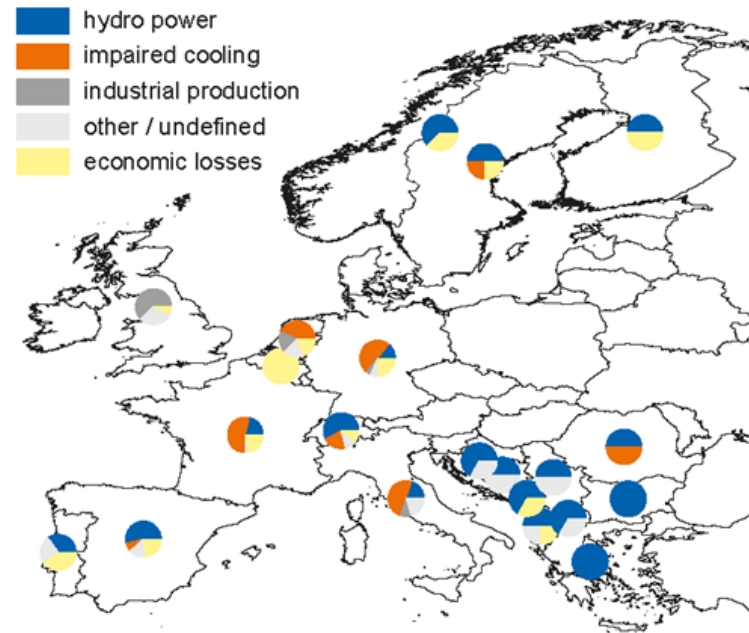 hydro power
impaired cooling
industrial production
other / undefined
economic losses